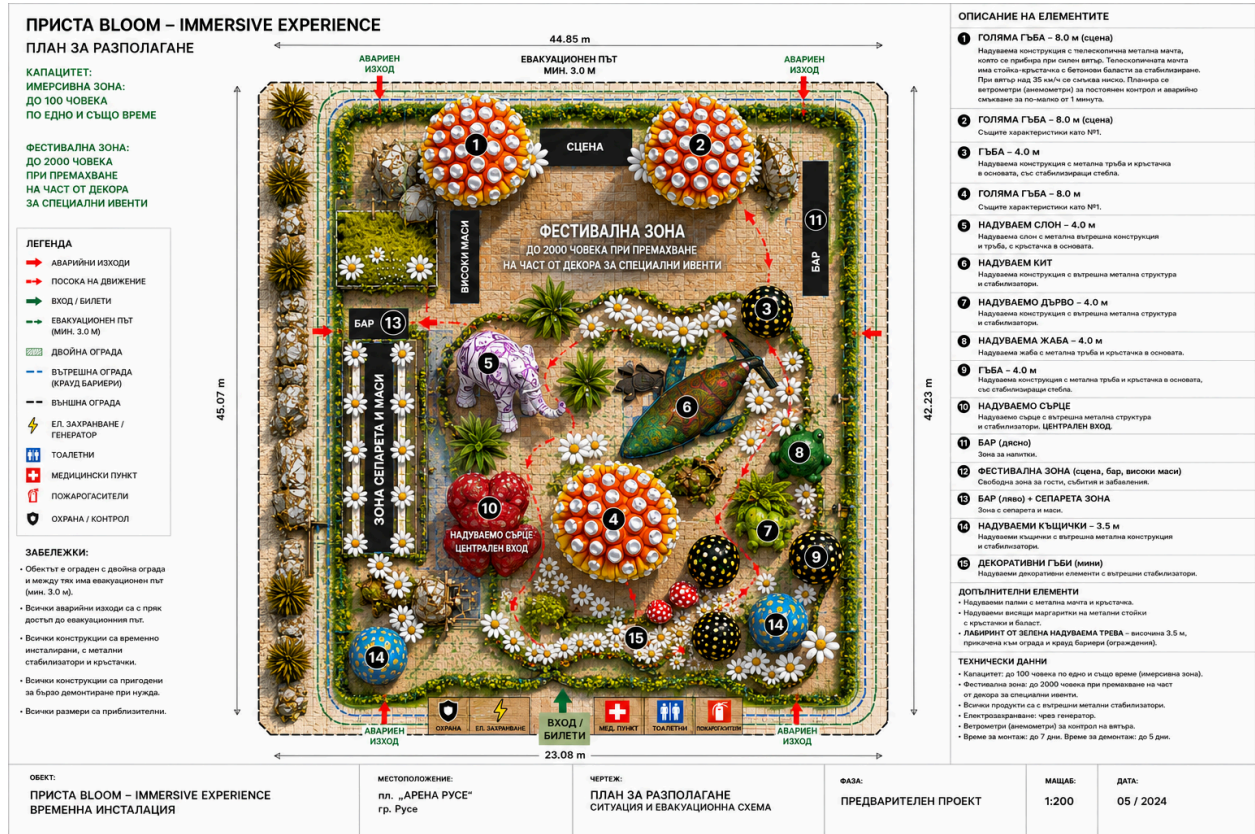 ПРИСТА BLOOM – IMMERSIVE EXPERIENCE
ПЛАН ЗА РАЗПОЛАГАНЕ
КАПАЦИТЕТ:
ИМЕРСИВНА ЗОНА:
ДО 100 ЧОВЕКА
ПО ЕДНО И СЪЩО ВРЕМЕ
ФЕСТИВАЛНА ЗОНА:
ДО 2000 ЧОВЕКА
ПРИ ПРЕМАХВАНЕ
НА ЧАСТ ОТ ДЕКОРА
ЗА СПЕЦИАЛНИ ИВЕНТИ
ЛЕГЕНДА
АВАРИЙНИ ИЗХОДИ
ПОСОКА НА ДВИЖЕНИЕ
ВХОД / БИЛЕТИ
ЕВАКУАЦИОНЕН ПЪТ
(МИН. 3.0 М)
ДВОЙНА ОГРАДА
ВЪТРЕШНА ОГРАДА
(КРАУД БАРИЕРИ)
ВЪНШНА ОГРАДА
ЕЛ. ЗАХРАНВАНЕ /
ГЕНЕРАТОР
ТОАЛЕТНИ
МЕДИЦИНСКИ ПУНКТ
ПОЖАРОГАСИТЕЛИ
ОХРАНА / КОНТРОЛ
ЗАБЕЛЕЖКИ:
• Обектът е ограден с двойна ограда
и между тях има евакуационен път
(мин. 3.0 м).
• Всички аварийни изходи са с пряк
достъп до евакуационния път.
• Всички конструкции са временно
инсталирани, с метални
стабилизатори и кръстачки.
• Всички конструкции са пригодени
за бързо демонтиране при нужда.
• Всички размери са приблизителни.
44.85 m
АВАРИЕН
ИЗХОД
ЕВАКУАЦИОНЕН ПЪТ
МИН. 3.0 М
АВАРИЕН
ИЗХОД
45.07 m
42.23 m
1
СЦЕНА
2
11
БАР
ВИСОКИ МАСИ
ФЕСТИВАЛНА ЗОНА
ДО 2000 ЧОВЕКА ПРИ ПРЕМАХВАНЕ
НА ЧАСТ ОТ ДЕКОРА ЗА СПЕЦИАЛНИ ИВЕНТИ
БАР 13
3
5
6
ЗОНА СЕПАРЕТА И МАСИ
8
10
НАДУВАЕМО СЪРЦЕ
ЦЕНТРАЛЕН ВХОД
4
7
9
15
14
14
ОХРАНА
ЕЛ. ЗАХРАНВАНЕ
ВХОД /
БИЛЕТИ
МЕД. ПУНКТ
ТОАЛЕТНИ
ПОЖАРОГАСИТЕЛИ
АВАРИЕН
ИЗХОД
АВАРИЕН
ИЗХОД
23.08 m
ОПИСАНИЕ НА ЕЛЕМЕНТИТЕ
1 ГОЛЯМА ГЪБА – 8.0 м (сцена)
Надуваема конструкция с телескопична метална мачта,
която се прибира при силен вятър. Телескопичната мачта
има стойка-кръстачка с бетонови баласти за стабилизиране.
При вятър над 35 км/ч се смъква ниско. Планира се
ветрометри (анемометри) за постоянен контрол и аварийно
смъкване за по-малко от 1 минута.
2 ГОЛЯМА ГЪБА – 8.0 м (сцена)
Същите характеристики като №1.
3 ГЪБА – 4.0 м
Надуваема конструкция с метална тръба и кръстачка
в основата, със стабилизиращи стебла.
4 ГОЛЯМА ГЪБА – 8.0 м
Същите характеристики като №1.
5 НАДУВАЕМ СЛОН – 4.0 м
Надуваем слон с метална вътрешна конструкция
и тръба, с кръстачка в основата.
6 НАДУВАЕМ КИТ
Надуваема конструкция с вътрешна метална структура
и стабилизатори.
7 НАДУВАЕМО ДЪРВО – 4.0 м
Надуваема конструкция с вътрешна метална структура
и стабилизатори.
8 НАДУВАЕМА ЖАБА – 4.0 м
Надуваема жаба с метална тръба и кръстачка в основата.
9 ГЪБА – 4.0 м
Надуваема конструкция с метална тръба и кръстачка в основата,
със стабилизиращи стебла.
10 НАДУВАЕМО СЪРЦЕ
Надуваемо сърце с вътрешна метална структура
и стабилизатори. ЦЕНТРАЛЕН ВХОД.
11 БАР (дясно)
Зона за напитки.
12 ФЕСТИВАЛНА ЗОНА (сцена, бар, високи маси)
Свободна зона за гости, събития и забавления.
13 БАР (ляво) + СЕПАРЕТА ЗОНА
Зона с сепарета и маси.
14 НАДУВАЕМИ КЪЩИЧКИ – 3.5 м
Надуваеми къщички с вътрешна метална конструкция
и стабилизатори.
15 ДЕКОРАТИВНИ ГЪБИ (мини)
Надуваеми декоративни елементи с вътрешни стабилизатори.
ДОПЪЛНИТЕЛНИ ЕЛЕМЕНТИ
• Надуваеми палми с метална мачта и кръстачка.
• Надуваеми висящи маргаритки на метални стойки
с кръстачки и баласт.
• ЛАБИРИНТ ОТ ЗЕЛЕНА НАДУВАЕМА ТРЕВА – височина 3.5 м,
прикачена към ограда и крауд бариери (ограждения).
ТЕХНИЧЕСКИ ДАННИ
• Капацитет: до 100 човека по едно и също време (имерсивна зона).
• Фестивална зона: до 2000 човека при премахване на част
от декора за специални ивенти.
• Всички продукти са с вътрешни метални стабилизатори.
• Електрозахранване: чрез генератор.
• Ветрометри (анемометри) за контрол на вятъра.
• Време за монтаж: до 7 дни. Време за демонтаж: до 5 дни.
ОБЕКТ:
ПРИСТА BLOOM – IMMERSIVE EXPERIENCE
ВРЕМЕННА ИНСТАЛАЦИЯ
МЕСТОПОЛОЖЕНИЕ:
пл. „АРЕНА РУСЕ"
гр. Русе
ЧЕРТЕЖ:
ПЛАН ЗА РАЗПОЛАГАНЕ
СИТУАЦИЯ И ЕВАКУАЦИОННА СХЕМА
ФАЗА:
ПРЕДВАРИТЕЛЕН ПРОЕКТ
МАЩАБ:
1:200
ДАТА:
05 / 2024